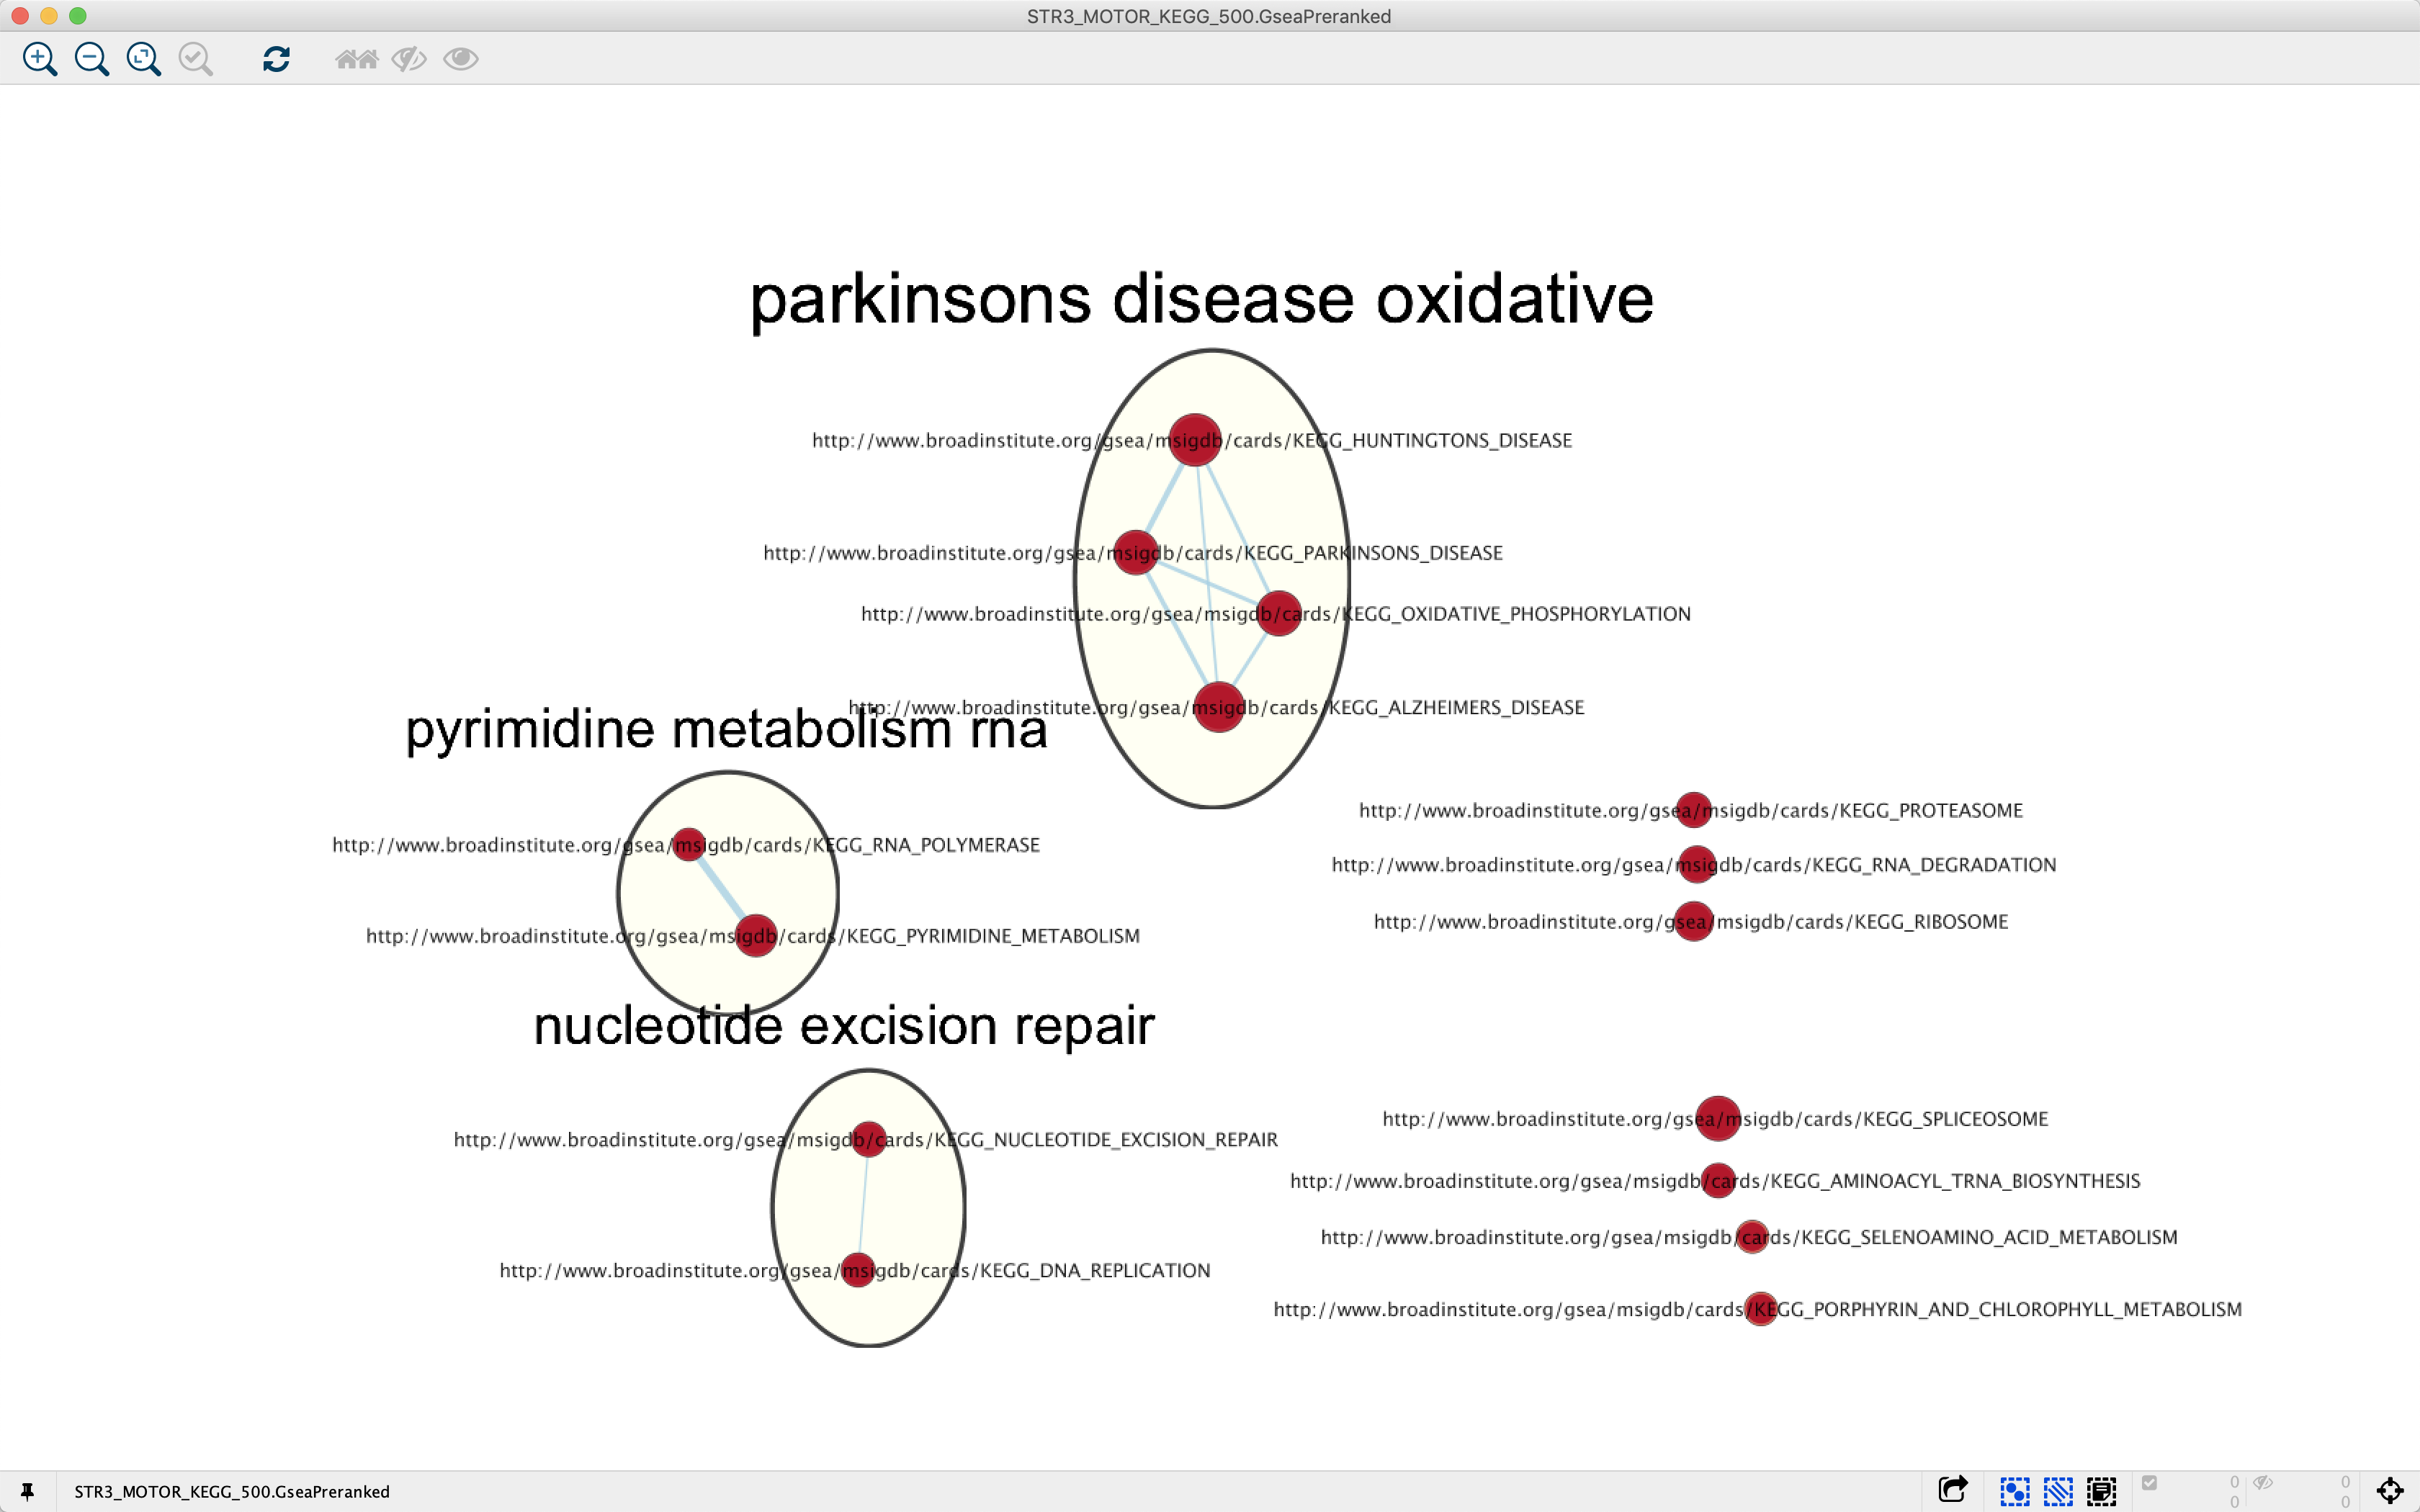 STR3_MOTOR_KEGG_500.GseaPreranked
parkinsons disease oxidative
http://www.broadinstitute.org/gsea/msigdb/cards/KEGG_HUNTINGTONS_DISEASE
http://www.broadinstitute.org/gsea/msigdb/cards/KEGG_PARKINSONS_DISEASE
http://www.broadinstitute.org/gsea/msigdb/cards/KEGG_OXIDATIVE_PHOSPHORYLATION
http://www.broadinstitute.org/gsea/msigdb/cards/KEGG_ALZHEIMERS_DISEASE
pyrimidine metabolism rna
http://www.broadinstitute.org/gsea/msigdb/cards/KEGG_RNA_POLYMERASE
http://www.broadinstitute.org/gsea/msigdb/cards/KEGG_PYRIMIDINE_METABOLISM
http://www.broadinstitute.org/gsea/msigdb/cards/KEGG_PROTEASOME
http://www.broadinstitute.org/gsea/msigdb/cards/KEGG_RNA_DEGRADATION
http://www.broadinstitute.org/gsea/msigdb/cards/KEGG_RIBOSOME
nucleotide excision repair
http://www.broadinstitute.org/gsea/msigdb/cards/KEGG_NUCLEOTIDE_EXCISION_REPAIR
http://www.broadinstitute.org/gsea/msigdb/cards/KEGG_DNA_REPLICATION
http://www.broadinstitute.org/gsea/msigdb/cards/KEGG_SPLICEOSOME
http://www.broadinstitute.org/gsea/msigdb/cards/KEGG_AMINOACYL_TRNA_BIOSYNTHESIS
http://www.broadinstitute.org/gsea/msigdb/cards/KEGG_SELENOAMINO_ACID_METABOLISM
http://www.broadinstitute.org/gsea/msigdb/cards/KEGG_PORPHYRIN_AND_CHLOROPHYLL_METABOLISM
STR3_MOTOR_KEGG_500.GseaPreranked
0 0
0 0